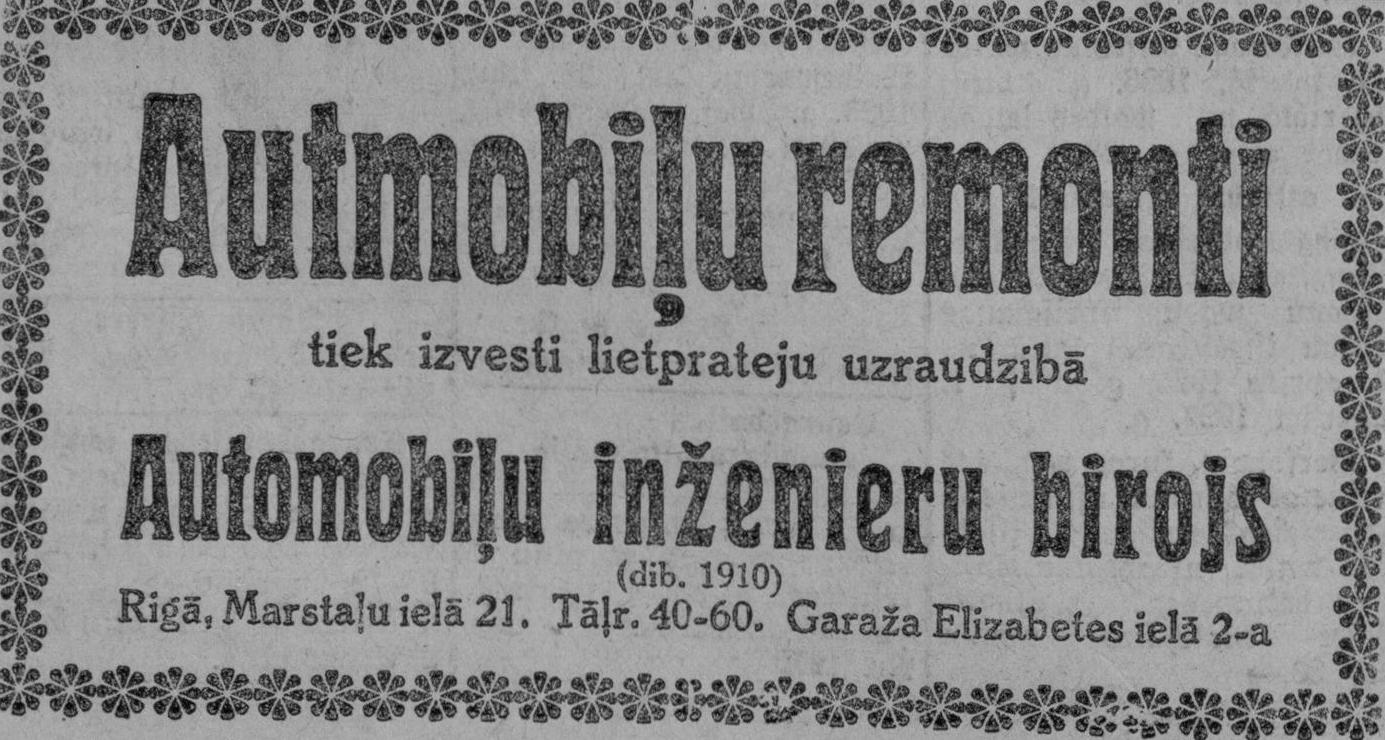 Autmobiļu remonti
tiek izvesti lietprateju uzraudzibā
Automobiļu inženieru birojs
(dib. 1910)
Rigā, Marstaļu ielā 21. Tāļr. 40-60. Garaža Elizabetes ielā 2-a